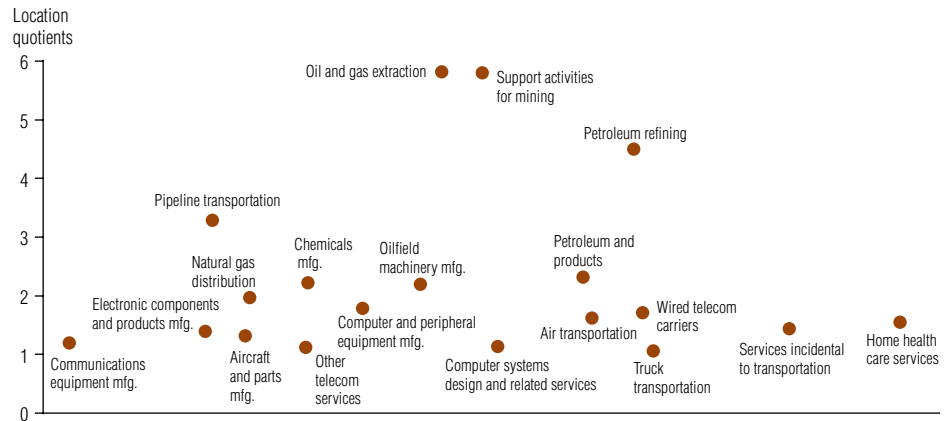 Location
quotients
6
5
4
3
2
1
0
Oil and gas extraction
Support activities
for mining
Petroleum refining
Pipeline transportation
Natural gas
distribution
Chemicals
mfg.
Oilfield
machinery mfg.
Petroleum and
products
Electronic components
and products mfg.
Computer and peripheral
equipment mfg.
Air transportation
Wired telecom
carriers
Communications
equipment mfg.
Aircraft
and parts
mfg.
Other
telecom
services
Computer systems
design and related services
Truck
transportation
Services incidental
to transportation
Home health
care services